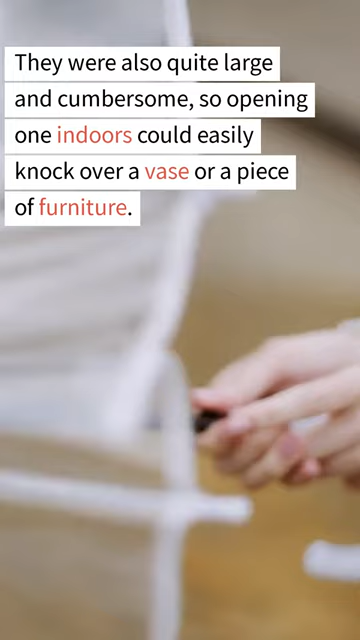 They were also quite large
and cumbersome, so opening
one indoors could easily
knock over a vase or a piece
of furniture.